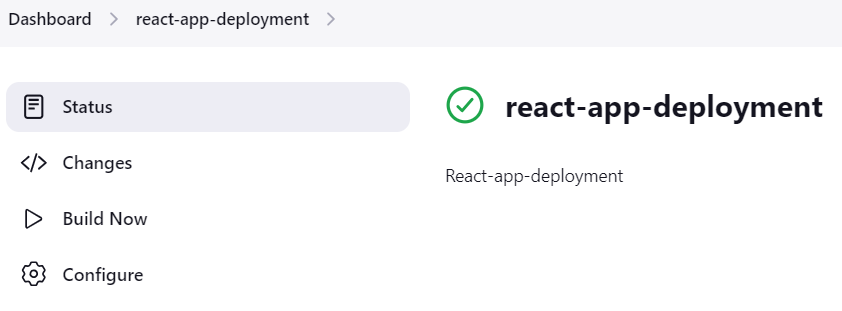 Dashboard > react-app-deployment >
Status
Changes
Build Now
Configure
react-app-deployment
React-app-deployment